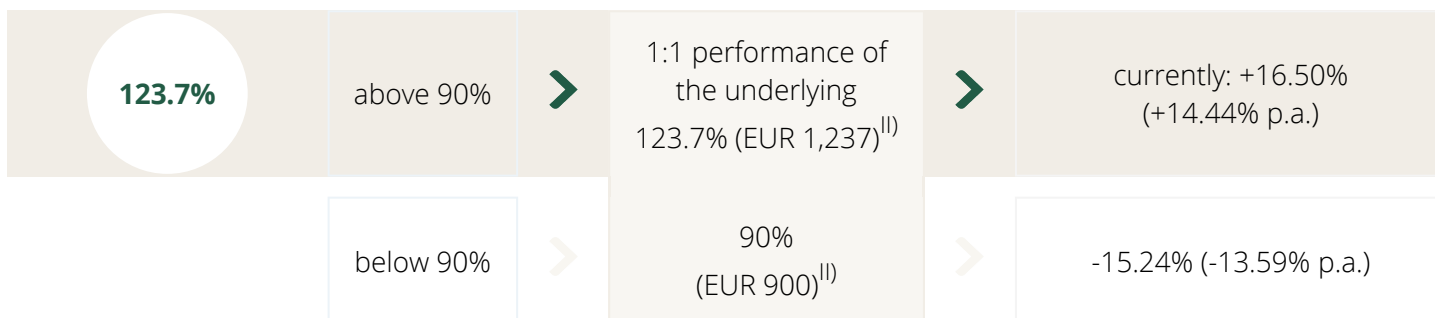 123.7%
above 90%
1:1 performance of
the underlying
123.7% (EUR 1,237)II)
currently: +16.50%
(+14.44% p.a.)
below 90%
90%
(EUR 900)II)
-15.24% (-13.59% p.a.)